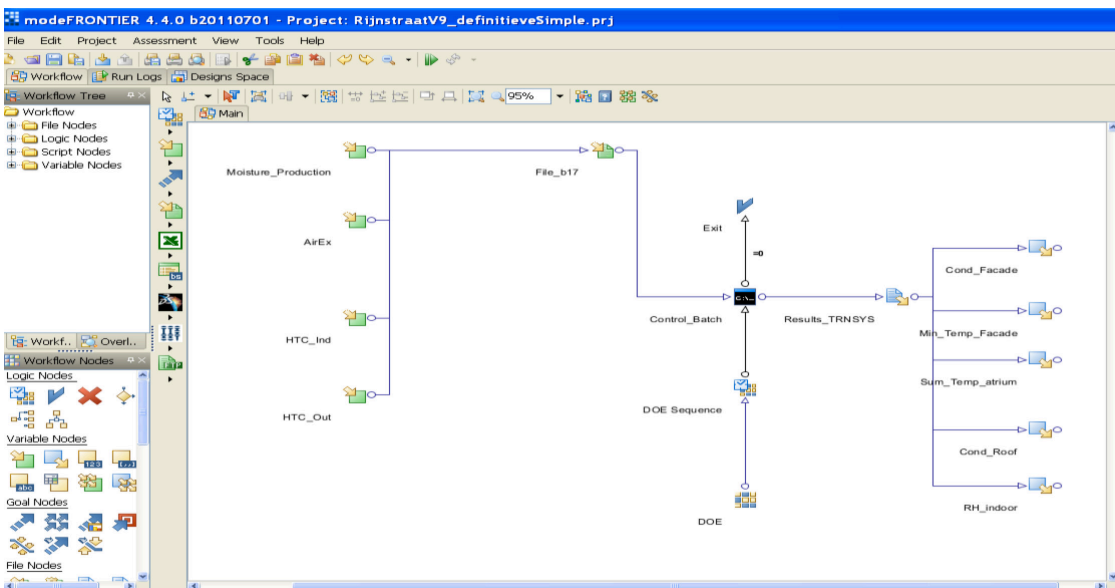 modeFRONTIER 4.4.0 b20110701 - Project: RijnstraatV9_definitieveSimple.prj
File Edit Project Assessment View Tools Help
Workflow Run Logs Designs Space
Workflow Tree
95%
Workflow
File Nodes
Logic Nodes
Script Nodes
Variable Nodes
Main
Moisture_Production
File_b17
AirEx
Exit
=0
Cond_Facade
Control_Batch
Results_TRNSYS
HTC_Ind
Min_Temp_Facade
Workf.. Overl..
Workflow Nodes
Logic Nodes
Sum_Temp_atrium
DOE Sequence
HTC_Out
Variable Nodes
Cond_Roof
Goal Nodes
RH_indoor
DOE
File Nodes